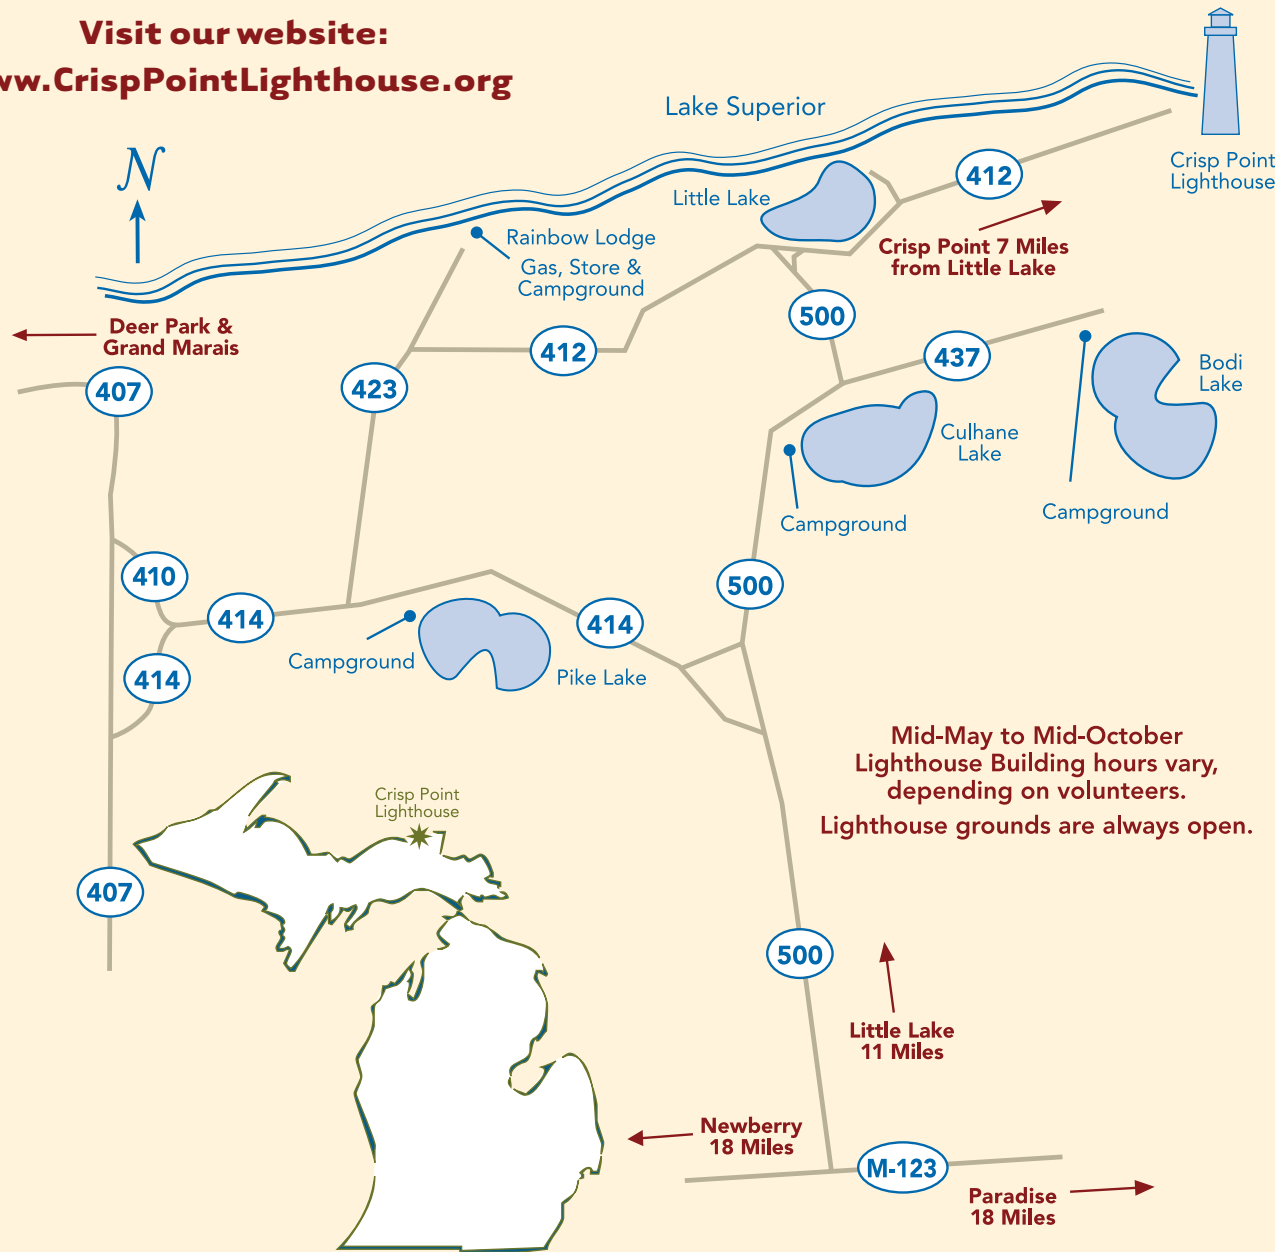 Visit our website:
ww.CrispPointLighthouse.org
Lake Superior
N
Crisp Point
Lighthouse
412
Little Lake
Rainbow Lodge
Gas, Store &
Campground
Crisp Point 7 Miles
from Little Lake
Deer Park &
Grand Marais
500
412
437
407
423
Bodi
Lake
Culhane
Lake
Campground
Campground
410
500
414
414
Campground
Pike Lake
414
Mid-May to Mid-October
Lighthouse Building hours vary,
depending on volunteers.
Lighthouse grounds are always open.
Crisp Point
Lighthouse
407
500
Little Lake
11 Miles
Newberry
18 Miles
M-123
Paradise
18 Miles